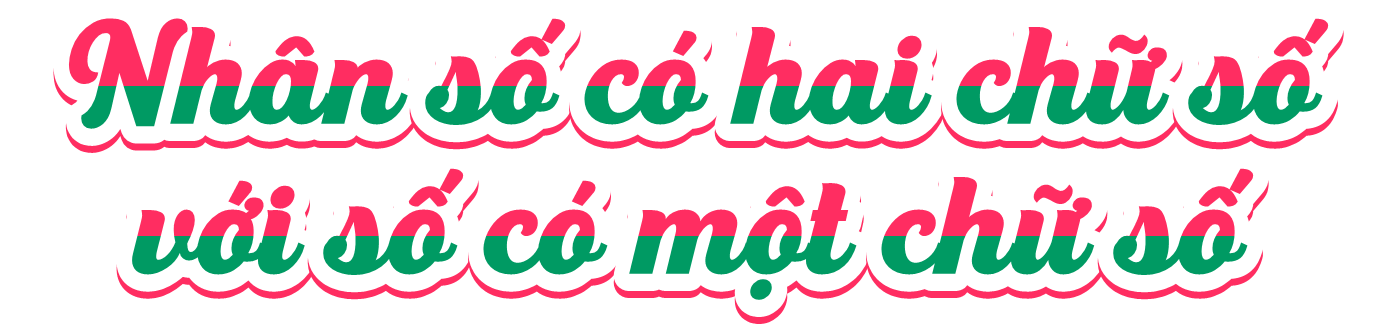 Nhân số có hai chữ số
với số có một chữ số